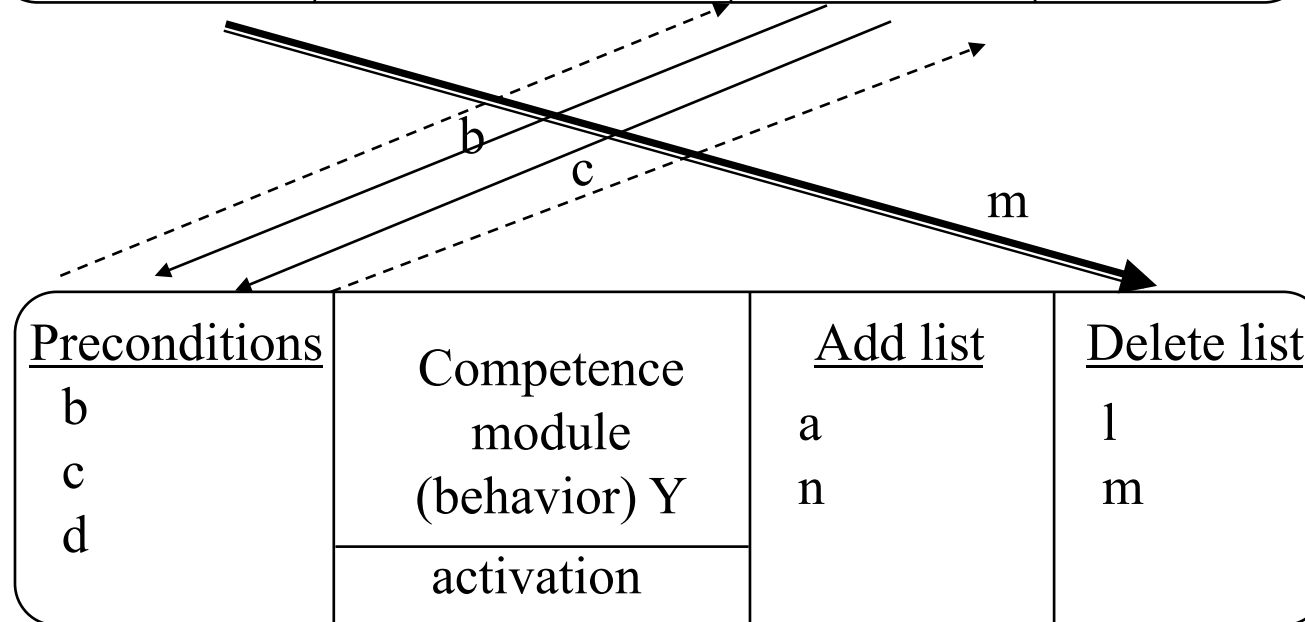 b
c
m
Preconditions
b
c
d
Competence
module
(behavior) Y
activation
Add list
a
n
Delete list
l
m